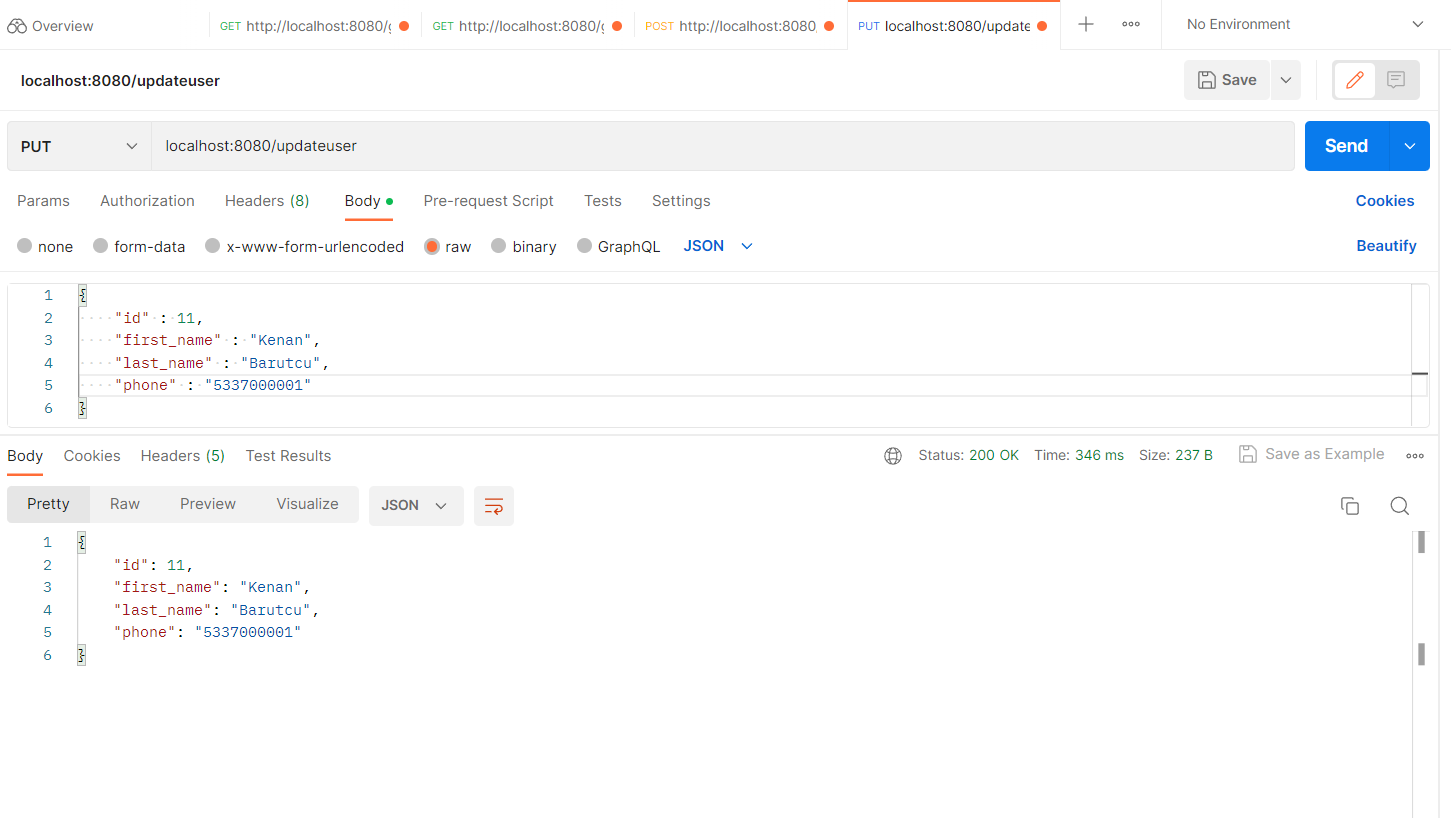 Overview GET http://localhost:8080/g GET http://localhost:8080/g POST http://localhost:8080, PUT localhost:8080/update No Environment
localhost:8080/updateuser Save
PUT localhost:8080/updateuser Send
Params Authorization Headers (8) Body Pre-request Script Tests Settings Cookies
none form-data x-www-form-urlencoded raw binary GraphQL JSON Beautify
1 {
2 "id" : 11,
3 "first_name" : "Kenan",
4 "last_name" : "Barutcu",
5 "phone" : "5337000001"
6 }
Body Cookies Headers (5) Test Results Status: 200 OK Time: 346 ms Size: 237 B Save as Example
Pretty Raw Preview Visualize JSON
1 {
2 "id": 11,
3 "first_name": "Kenan",
4 "last_name": "Barutcu",
5 "phone": "5337000001"
6 }